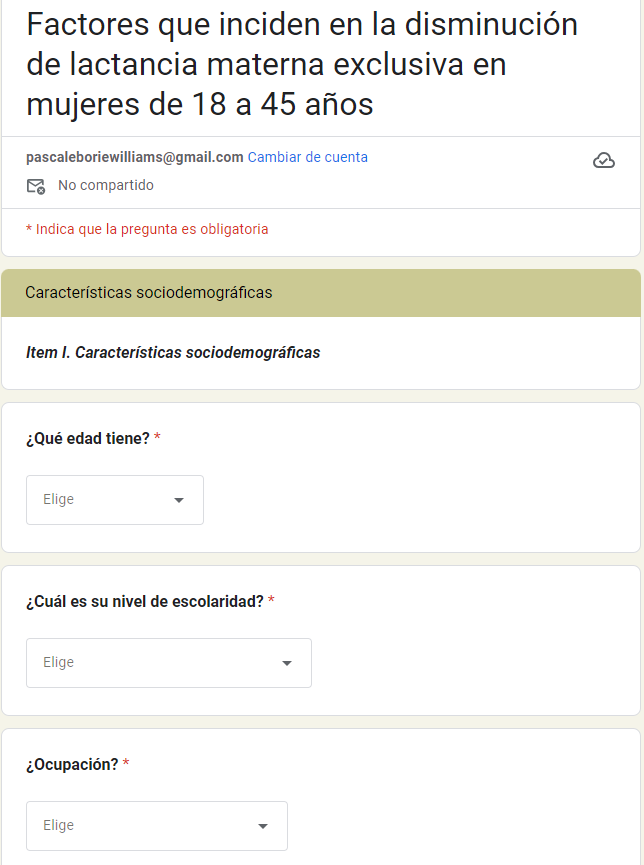 Factores que inciden en la disminución
de lactancia materna exclusiva en
mujeres de 18 a 45 años
pascaleboriewilliams@gmail.com Cambiar de cuenta
No compartido
* Indica que la pregunta es obligatoria
Características sociodemográficas
Item I. Características sociodemográficas
¿Qué edad tiene? *
Elige
¿Cuál es su nivel de escolaridad? *
Elige
¿Ocupación? *
Elige